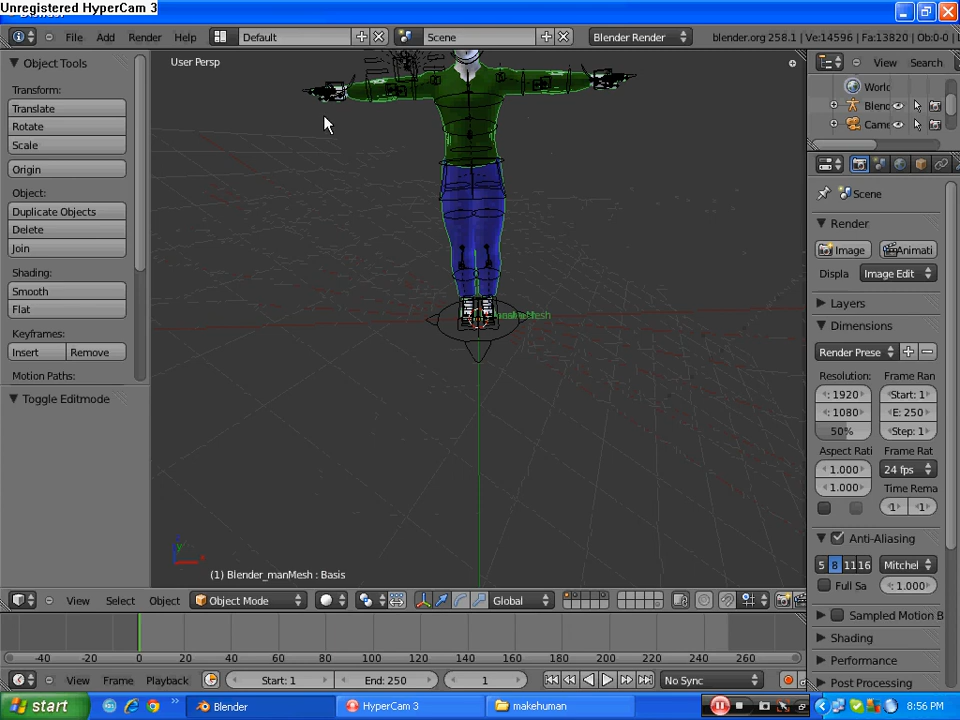 Unregistered HyperCam 3
File Add Render Help Default Scene Blender Render blender.org 258.1 | Ve:14596 | Fa:13820 | Ob:0-0 |
Object Tools
Transform:
Translate
Rotate
Scale
Origin
Object:
Duplicate Objects
Delete
Join
Shading:
Smooth
Flat
Keyframes:
Insert Remove
Motion Paths:
Toggle Editmode
User Persp
(1) Blender_manMesh : Basis
View Select Object Object Mode Global
-40 -20 0 20 40 60 80 100 120 140 160 180 200 220 240 260
View Frame Playback Start: 1 End: 250 1 No Sync
View Search
World
Blen
Came
Scene
Render
Image Animati
Displa Image Edit
Layers
Dimensions
Render Prese
Resolution: Frame Ran
: 1920 Start: 1
: 1080 E: 250
50% Step: 1
Aspect Rati Frame Rat
1.000 24 fps
1.000 Time Rema
1 1
Anti-Aliasing
5 8 11 16 Mitchel
Full Sa : 1.000
Sampled Motion B
Shading
Performance
Post Processing
start Blender HyperCam 3 makehuman 8:56 PM